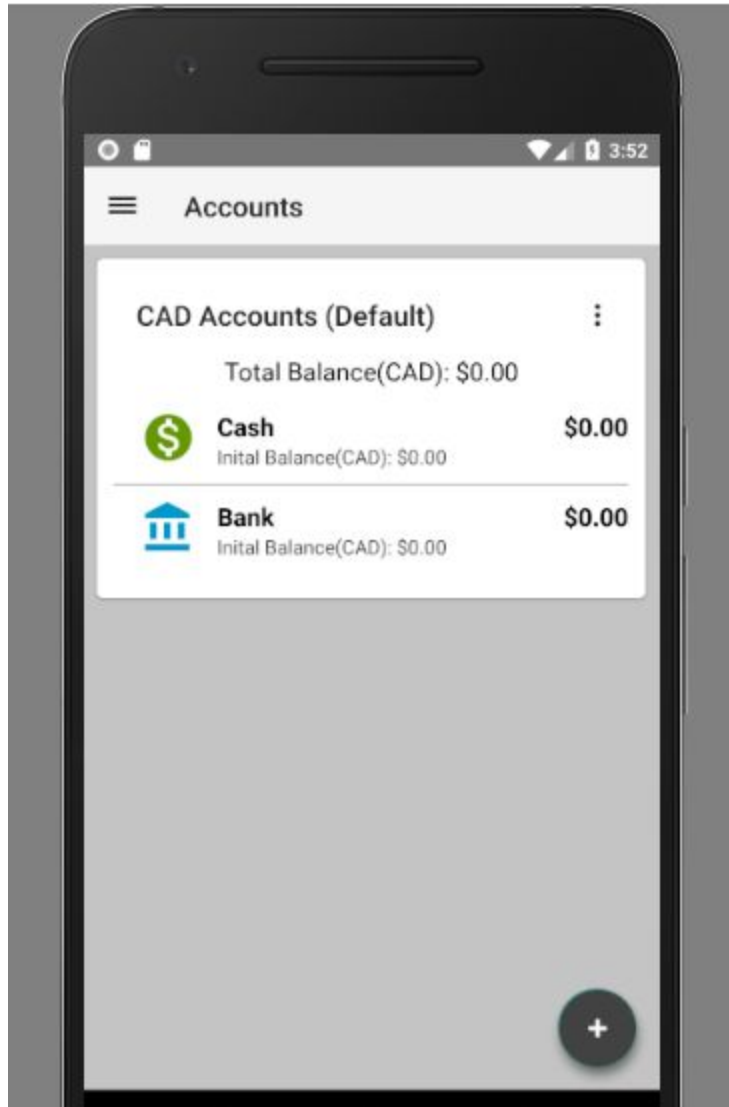 3:52
Accounts
CAD Accounts (Default)
Total Balance(CAD): $0.00
Cash $0.00
Inital Balance(CAD): $0.00
Bank $0.00
Inital Balance(CAD): $0.00